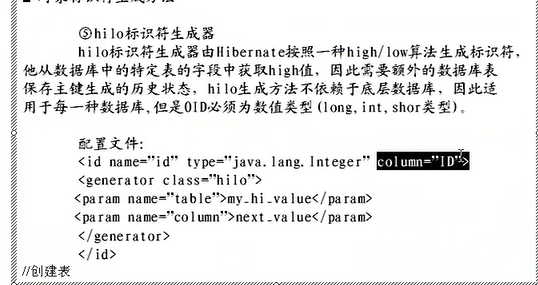 ⑤hilo标识符生成器
hilo标识符生成器由Hibernate按照一种high/low算法生成标识符,
他从数据库中的特定表的字段中获取high值, 因此需要额外的数据库表
保存主键生成的历史状态, hilo生成方法不依赖于底层数据库, 因此适
用于每一种数据库,但是OID必须为数值类型(long,int,shor类型)。
配置文件:
<id name="id" type="java.lang.Integer" column="ID">
<generator class="hilo">
<param name="table">my_hi_value</param>
<param name="column">next_value</param>
</generator>
</id>
//创建表